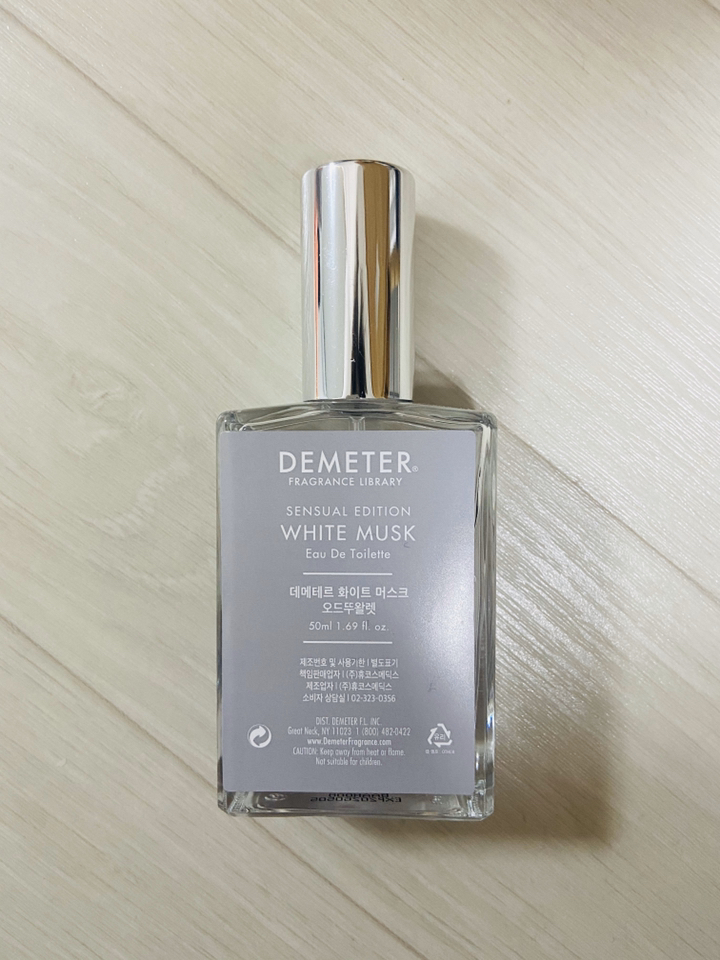 DEMETER®
FRAGRANCE LIBRARY
SENSUAL EDITION
WHITE MUSK
Eau De Toilette
데메테르 화이트 머스크
오드뚜왈렛
50ml 1.69 fl. oz.
제조번호 및 사용기한 | 별도표기
책임판매업자 | (주)휴코스메딕스
제조업자 | (주)휴코스메딕스
소비자 상담실 | 02-323-0356
DIST. DEMETER F.L. INC.
Great Neck, NY 11023 1 (800) 482-0422
www.DemeterFragrance.com
CAUTION: Keep away from heat or flame.
Not suitable for children.
유리